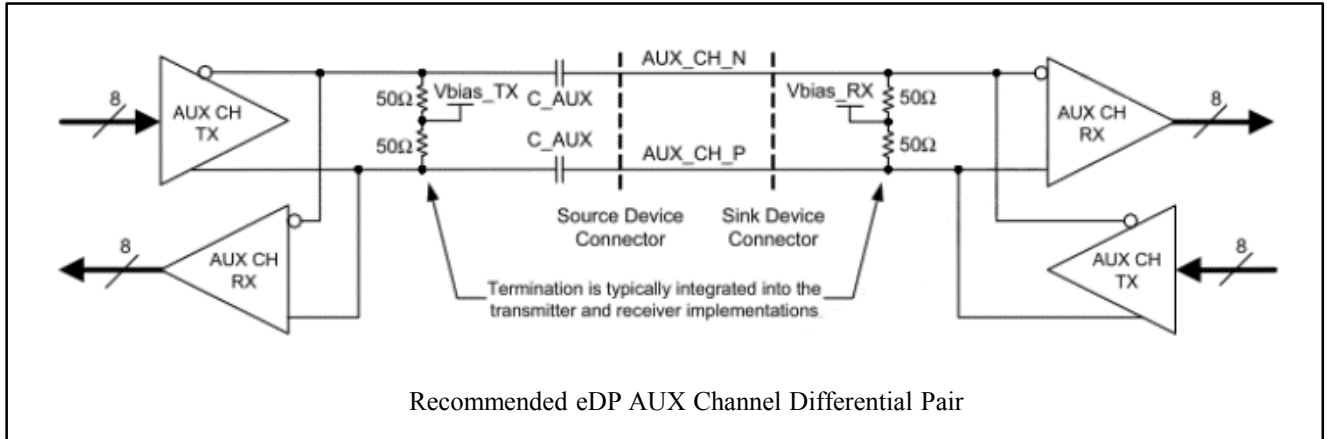 AUX_CH_N
8
AUX CH
TX
50Ω
Vbias_TX
C_AUX
Vbias_RX
50Ω
AUX CH
RX
8
50Ω
C_AUX
AUX_CH_P
50Ω
8
AUX CH
RX
Source Device
Connector
Sink Device
Connector
AUX CH
TX
8
Termination is typically integrated into the
transmitter and receiver implementations
Recommended eDP AUX Channel Differential Pair